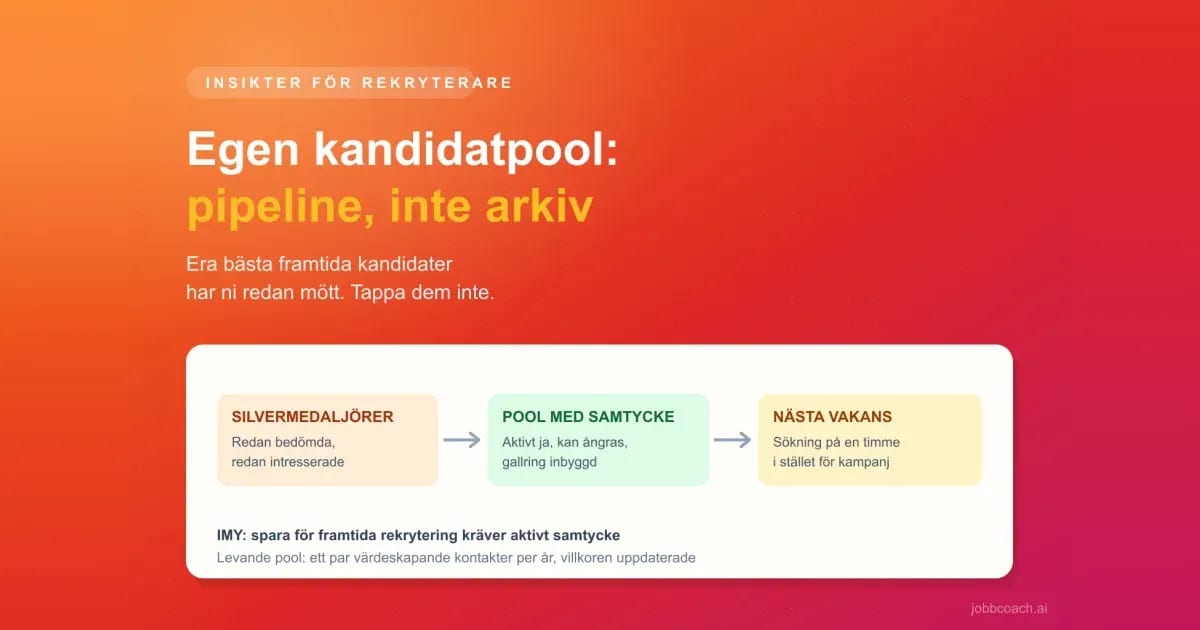 INSIKTER FÖR REKRYTERARE
Egen kandidatpool:
pipeline, inte arkiv
Era bästa framtida kandidater
har ni redan mött. Tappa dem inte.
SILVERMEDALJÖRER
Redan bedömda,
redan intresserade
POOL MED SAMTYCKE
Aktivt ja, kan ångras,
gallring inbyggd
NÄSTA VAKANS
Sökning på en timme
i stället för kampanj
IMY: spara för framtida rekrytering kräver aktivt samtycke
Levande pool: ett par värdeskapande kontakter per år, villkoren uppdaterade
jobbcoach.ai